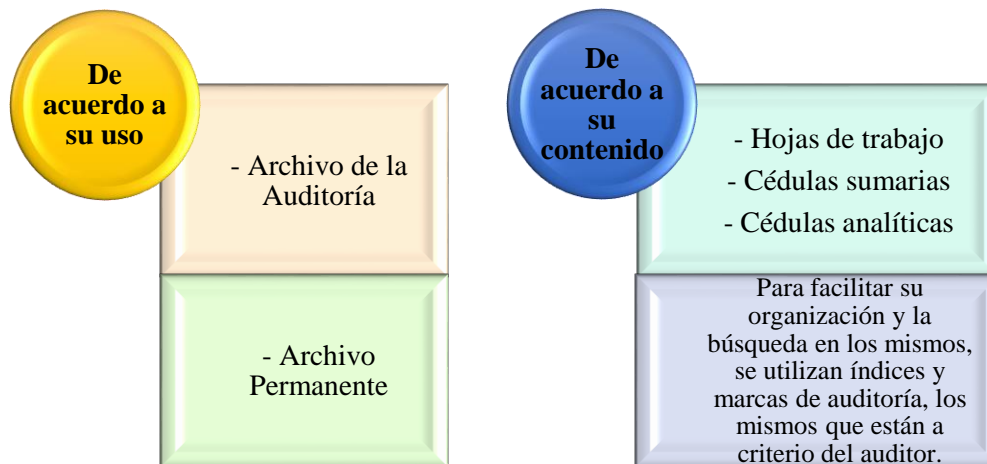 De
acuerdo a
su uso
- Archivo de la
Auditoría
- Archivo
Permanente
De
acuerdo a
su
contenido
- Hojas de trabajo
- Cédulas sumarias
- Cédulas analíticas
Para facilitar su
organización y la
búsqueda en los mismos,
se utilizan índices y
marcas de auditoría, los
mismos que están a
criterio del auditor.